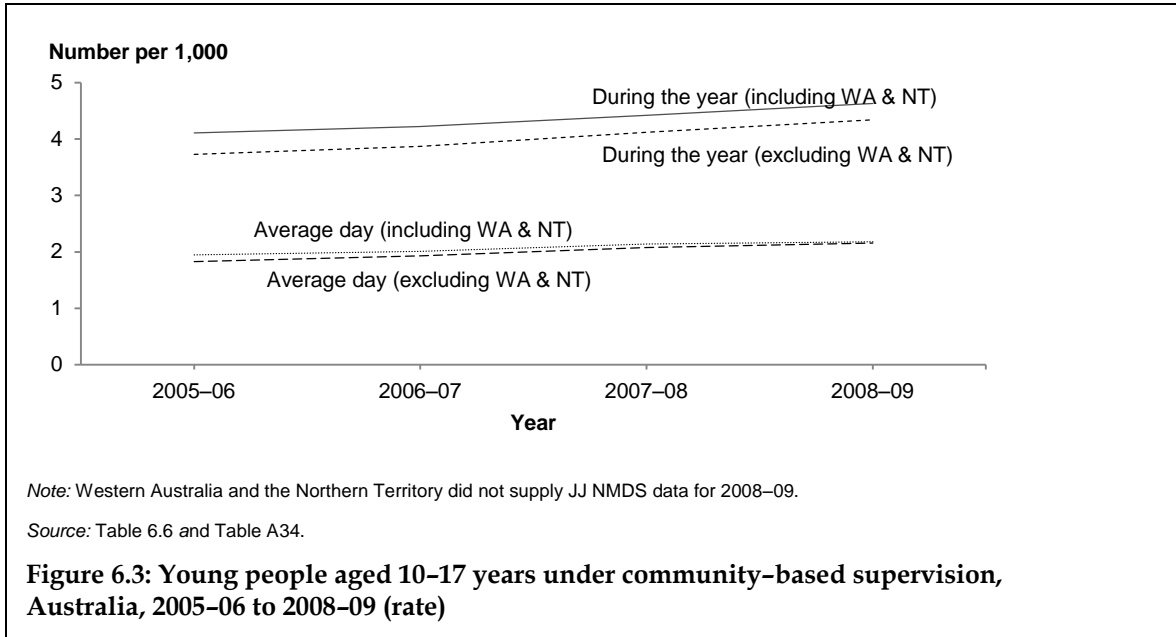 Number per 1,000
5
During the year (including WA & NT)
4
During the year (excluding WA & NT)
3
Average day (including WA & NT)
2
Average day (excluding WA & NT)
1
0
2005–06 2006–07 2007–08 2008–09
Year
Note: Western Australia and the Northern Territory did not supply JJ NMDS data for 2008–09.
Source: Table 6.6 and Table A34.
Figure 6.3: Young people aged 10–17 years under community–based supervision,
Australia, 2005–06 to 2008–09 (rate)